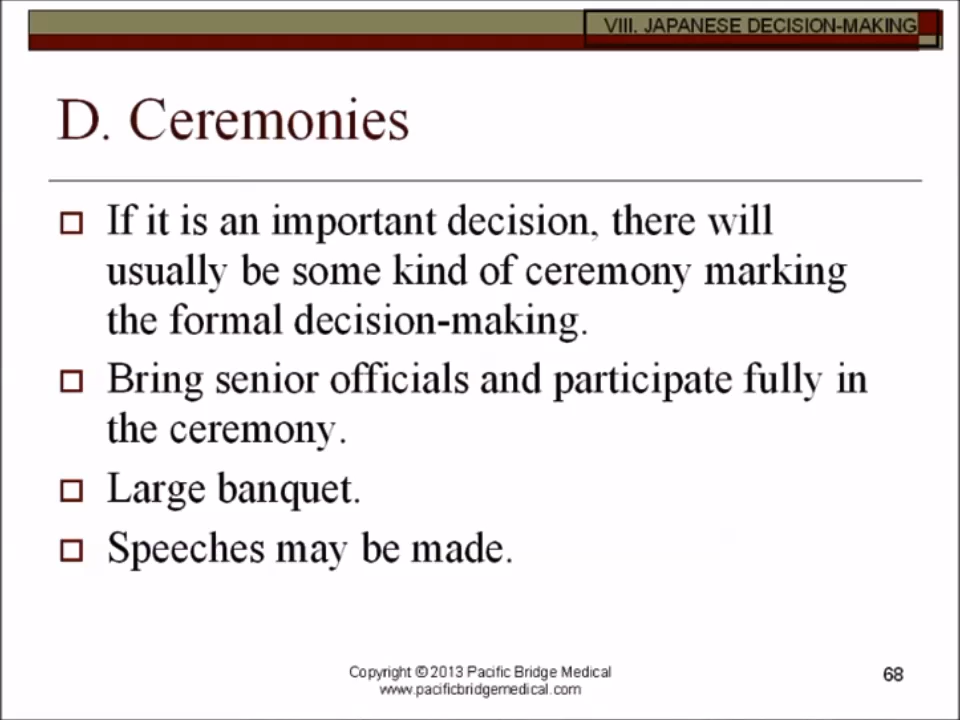 VIII. JAPANESE DECISION-MAKING
D. Ceremonies
If it is an important decision, there will
usually be some kind of ceremony marking
the formal decision-making.
Bring senior officials and participate fully in
the ceremony.
Large banquet.
Speeches may be made.
Copyright © 2013 Pacific Bridge Medical
www.pacificbridgemedical.com
68